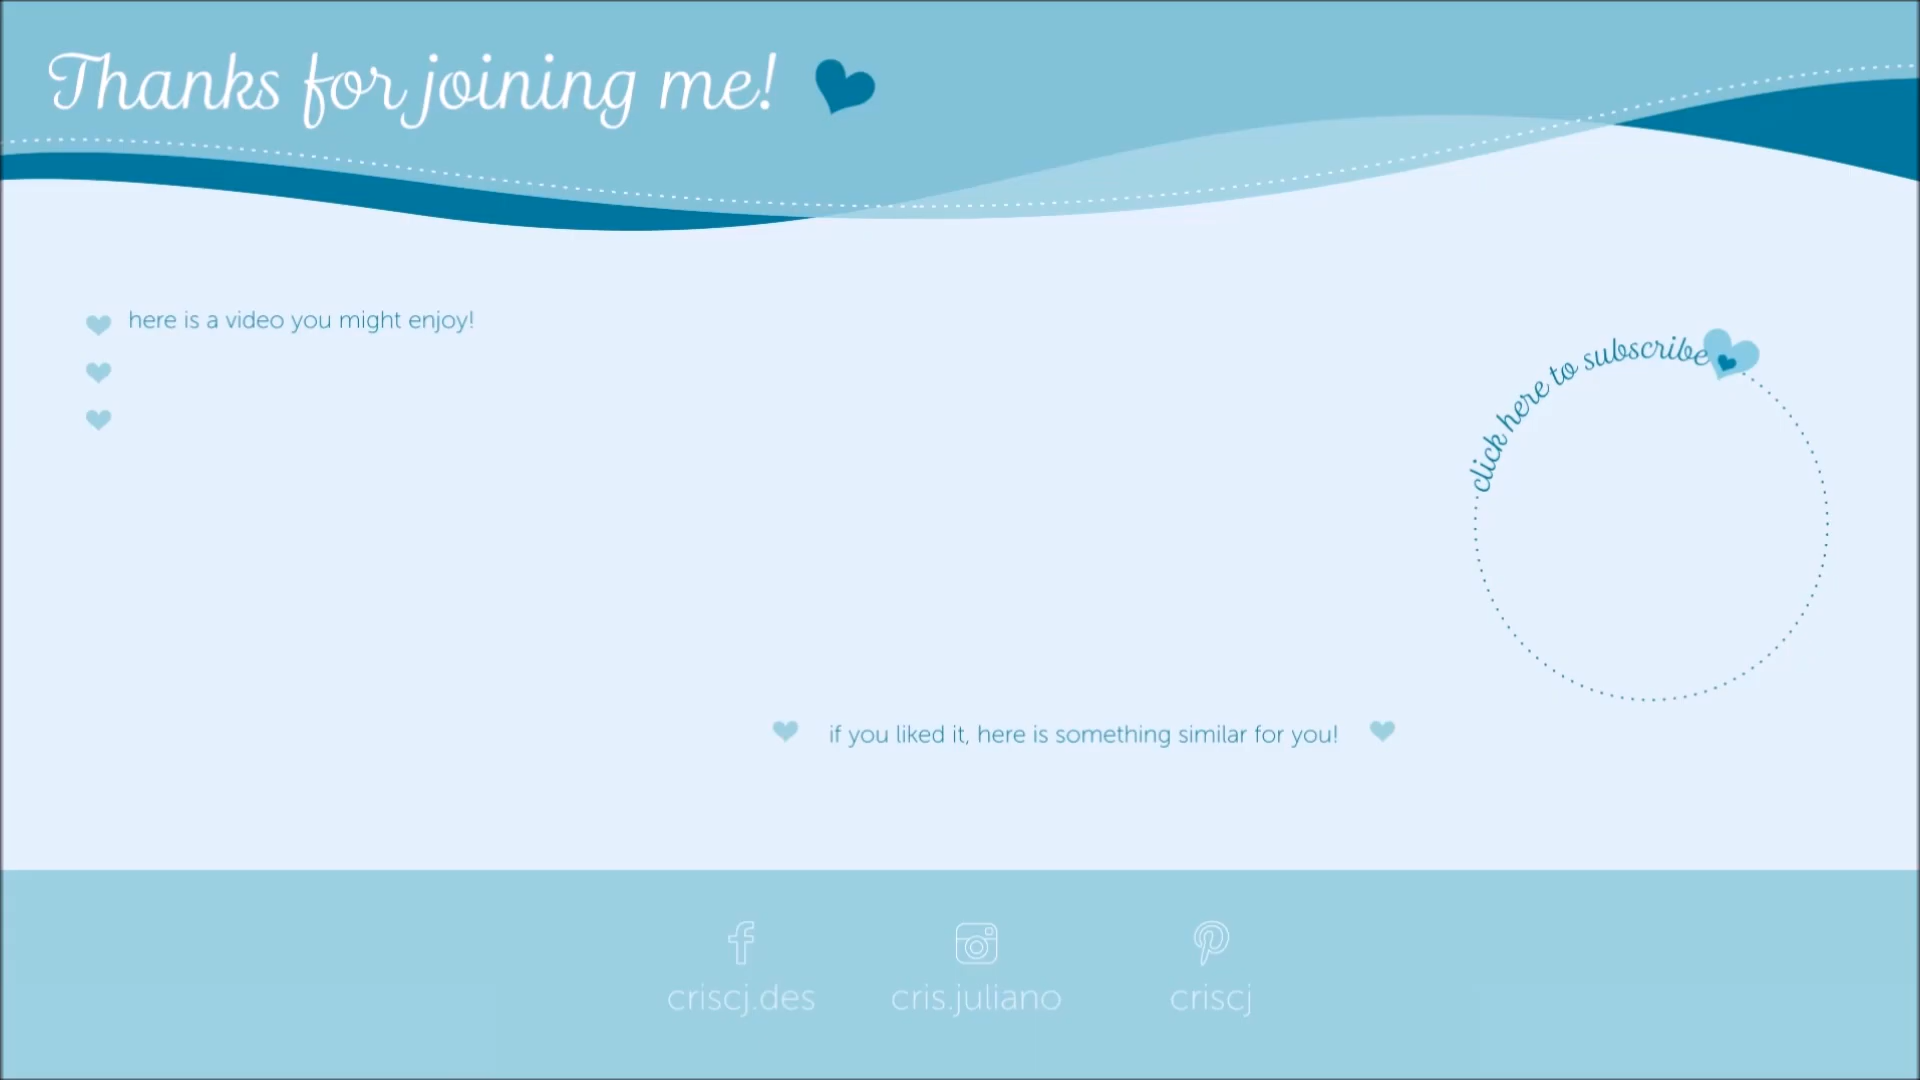 Thanks for joining me!
here is a video you might enjoy!
click here to subscribe
if you liked it, here is something similar for you!
criscj.des
cris.juliano
criscj